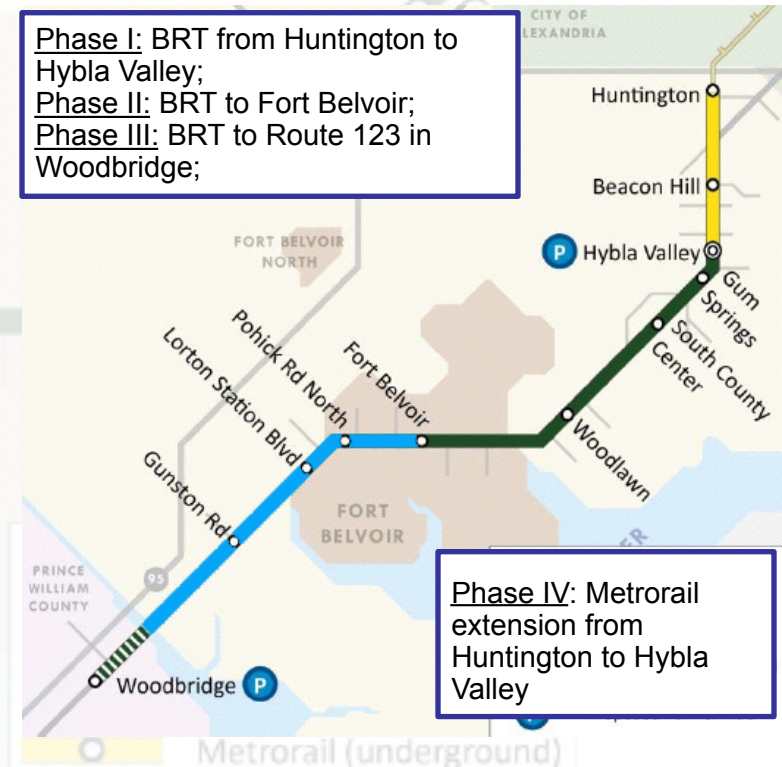 Phase I: BRT from Huntington to
Hybla Valley;
Phase II: BRT to Fort Belvoir;
Phase III: BRT to Route 123 in
Woodbridge;
CITY OF
LEXANDRIA
Huntington
Beacon Hill
P Hybla Valley
Gum
Springs
South County
Center
Woodlawn
FORT BELVOIR
NORTH
Fort Belvoir
Pohick Rd North
Lorton Station Blvd
Gunston Rd
FORT
BELVOIR
PRINCE
WILLIAM
COUNTY
95
Woodbridge P
Phase IV: Metrorail
extension from
Huntington to Hybla
Valley
Metrorail (underground)